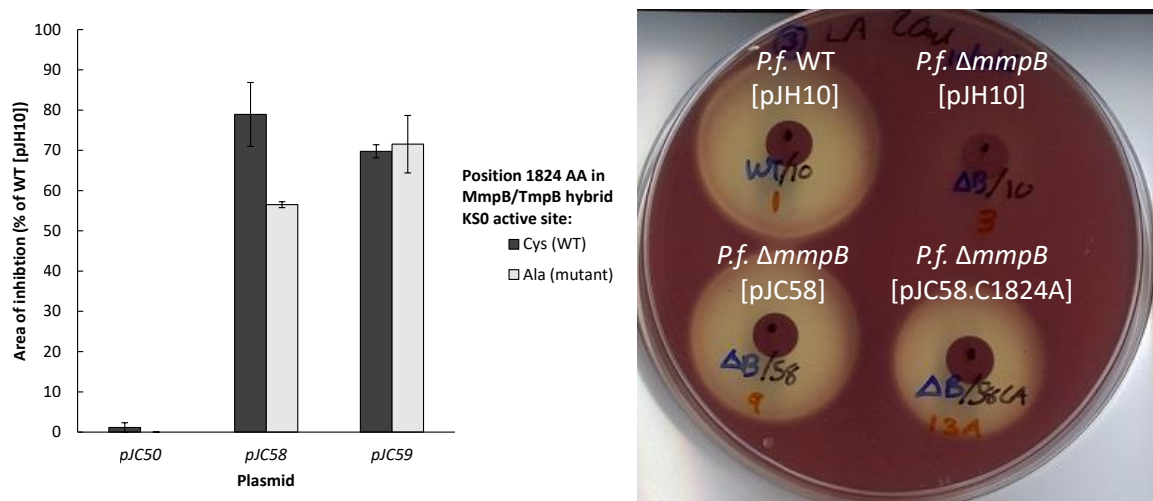 100
90
80
70
60
50
40
30
20
10
0
Area of inhibtion (% of WT [pJH10])
pJC50
pJC58
pJC59
Plasmid
Position 1824 AA in
MmpB/TmpB hybrid
KS0 active site:
Cys (WT)
Ala (mutant)
(3) LA
P.f. WT
[pJH10]
WT/10
1
P.f. ΔmmpB
[pJH10]
ΔB/10
3
P.f. ΔmmpB
[pJC58]
ΔB/58
9
P.f. ΔmmpB
[pJC58.C1824A]
ΔB/58CA
13A